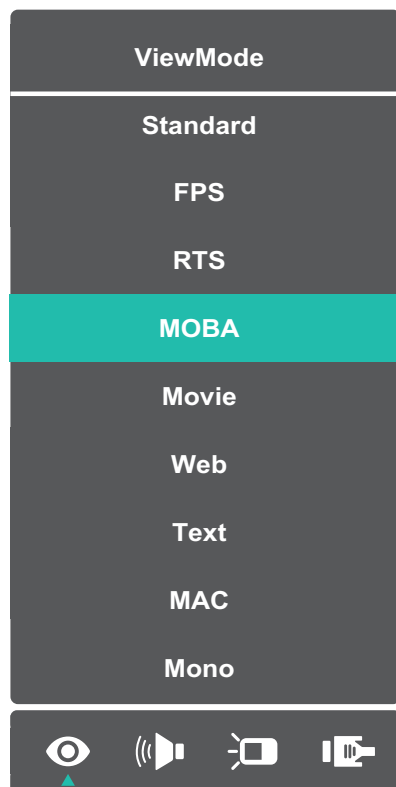 ViewMode
Standard
FPS
RTS
MOBA
Movie
Web
Text
MAC
Mono